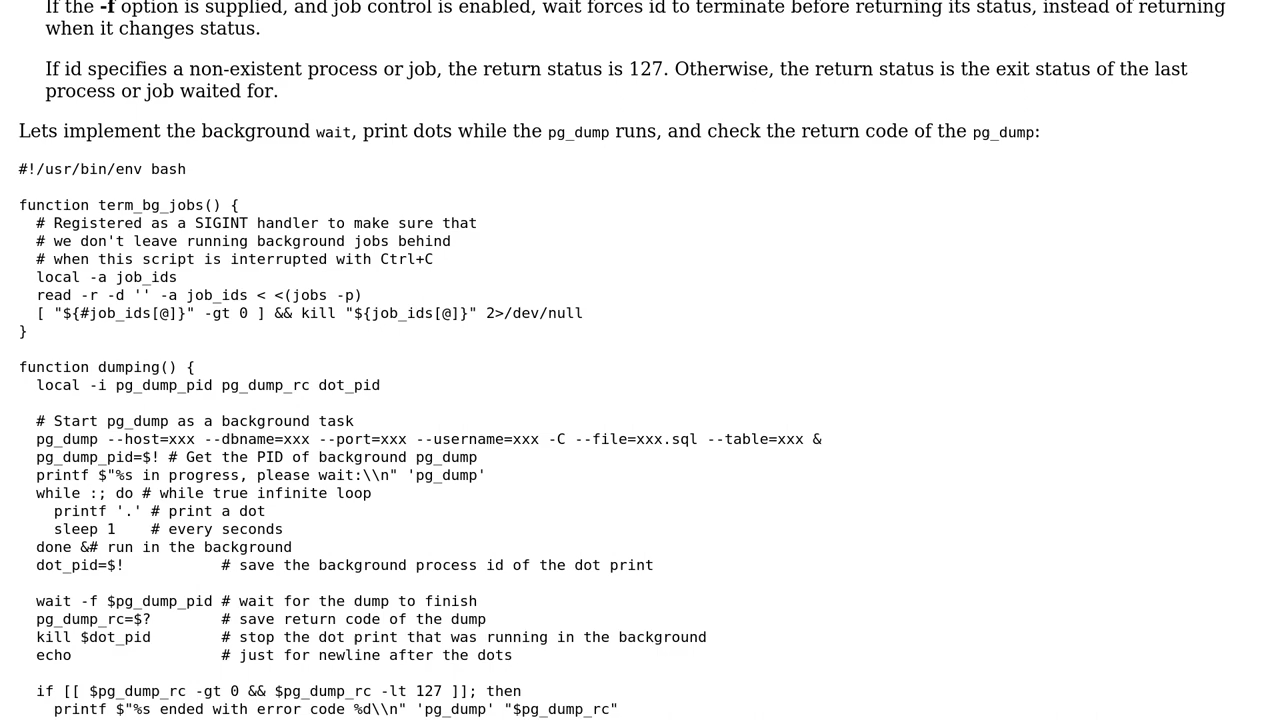 If the -f option is supplied, and job control is enabled, wait forces id to terminate before returning its status, instead of returning
when it changes status.
If id specifies a non-existent process or job, the return status is 127. Otherwise, the return status is the exit status of the last
process or job waited for.
Lets implement the background wait, print dots while the pg_dump runs, and check the return code of the pg_dump:
#!/usr/bin/env bash
function term_bg_jobs() {
  # Registered as a SIGINT handler to make sure that
  # we don't leave running background jobs behind
  # when this script is interrupted with Ctrl+C
  local -a job_ids
  read -r -d '' -a job_ids < <(jobs -p)
  [ "${#job_ids[@]}" -gt 0 ] && kill "${job_ids[@]}" 2>/dev/null
}
function dumping() {
  local -i pg_dump_pid pg_dump_rc dot_pid
  # Start pg_dump as a background task
  pg_dump --host=xxx --dbname=xxx --port=xxx --username=xxx -C --file=xxx.sql --table=xxx &
  pg_dump_pid=$! # Get the PID of background pg_dump
  printf $"%s in progress, please wait:\\n" 'pg_dump'
  while :; do # while true infinite loop
    printf '.' # print a dot
    sleep 1    # every seconds
  done &# run in the background
  dot_pid=$!           # save the background process id of the dot print
  wait -f $pg_dump_pid # wait for the dump to finish
  pg_dump_rc=$?        # save return code of the dump
  kill $dot_pid        # stop the dot print that was running in the background
  echo                 # just for newline after the dots
  if [[ $pg_dump_rc -gt 0 && $pg_dump_rc -lt 127 ]]; then
    printf $"%s ended with error code %d\\n" 'pg_dump' "$pg_dump_rc"